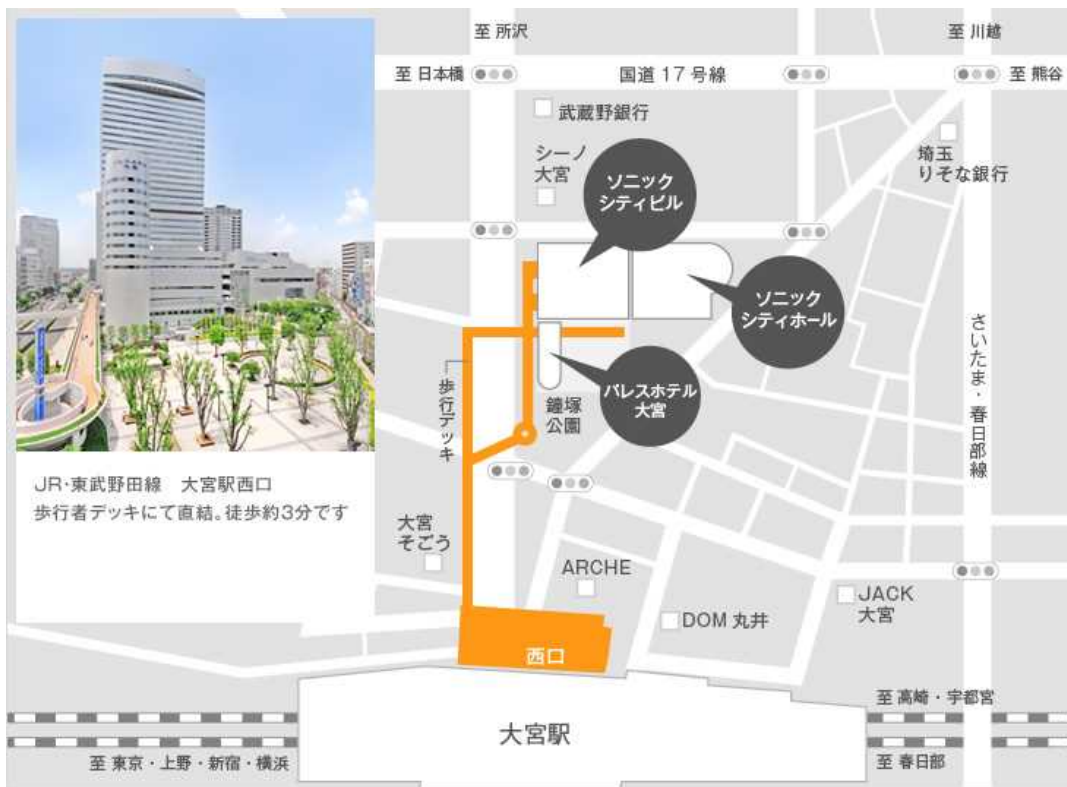 至 所沢
至 川越
至 日本橋
国道 17 号線
至 熊谷
武蔵野銀行
シーノ
大宮
ソニック
シティビル
埼玉
りそな銀行
ソニック
シティホール
さいたま・春日部線
歩行デッキ
パレスホテル
大宮
鐘塚
公園
JR・東武野田線　大宮駅西口
歩行者デッキにて直結。徒歩約3分です
大宮
そごう
ARCHE
JACK
大宮
DOM 丸井
西口
至 高崎・宇都宮
大宮駅
至 東京・上野・新宿・横浜
至 春日部